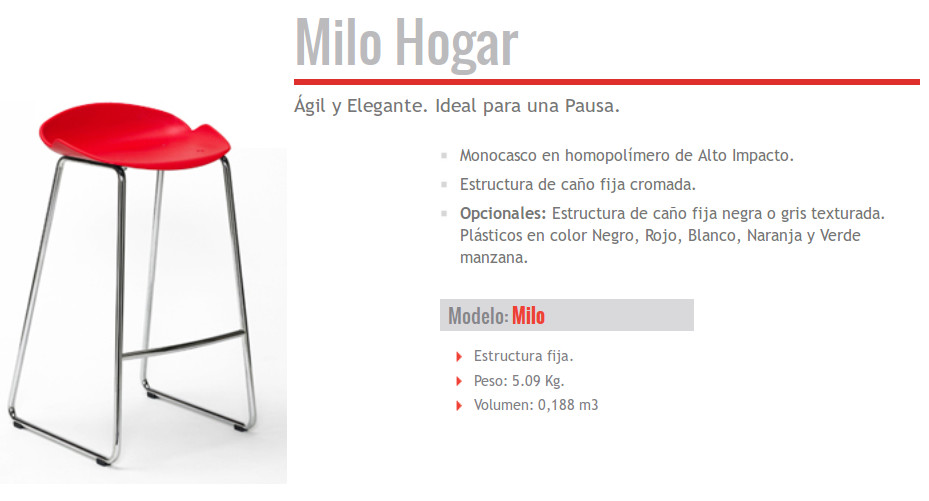 Milo Hogar
Ágil y Elegante. Ideal para una Pausa.
Monocasco en homopolímero de Alto Impacto.
Estructura de caño fija cromada.
Opcionales: Estructura de caño fija negra o gris texturada.
Plásticos en color Negro, Rojo, Blanco, Naranja y Verde
manzana.
Modelo: Milo
Estructura fija.
Peso: 5.09 Kg.
Volumen: 0,188 m3